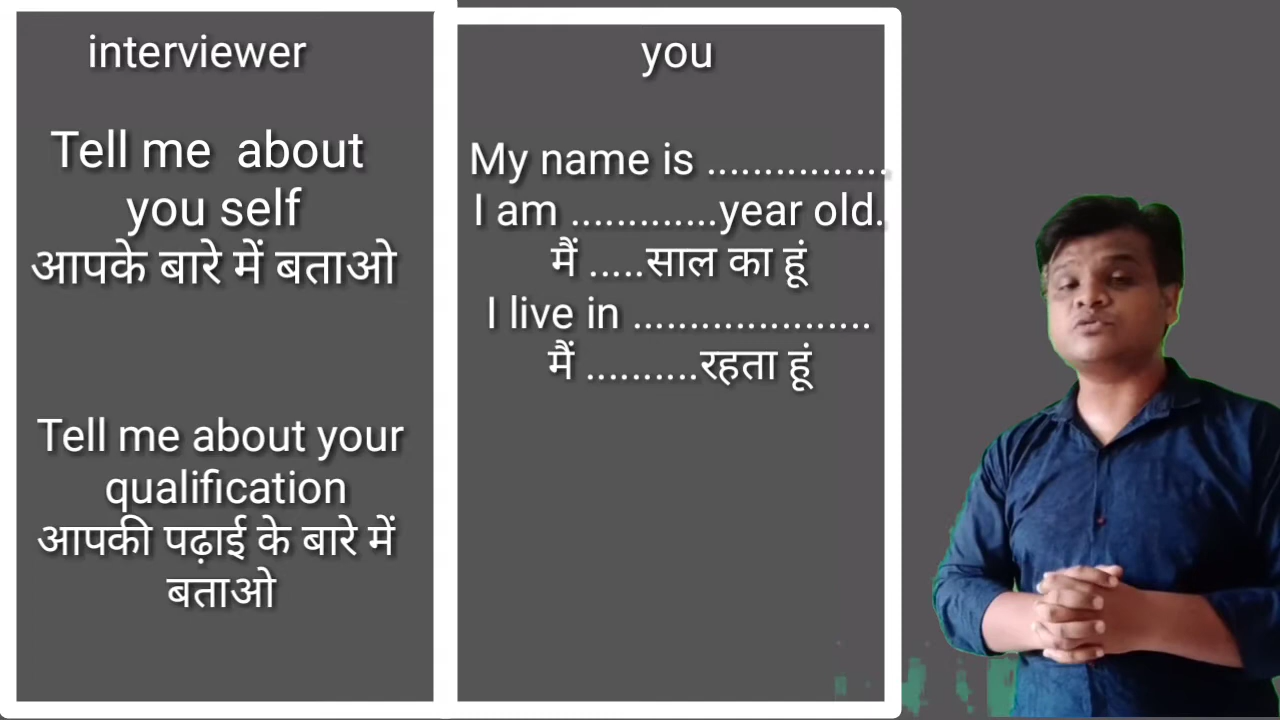 interviewer
Tell me about
you self
आपके बारे में बताओ
Tell me about your
qualification
आपकी पढ़ाई के बारे में
बताओ
you
My name is ................
I am .............year old.
मैं .....साल का हूं
I live in .....................
मैं ..........रहता हूं